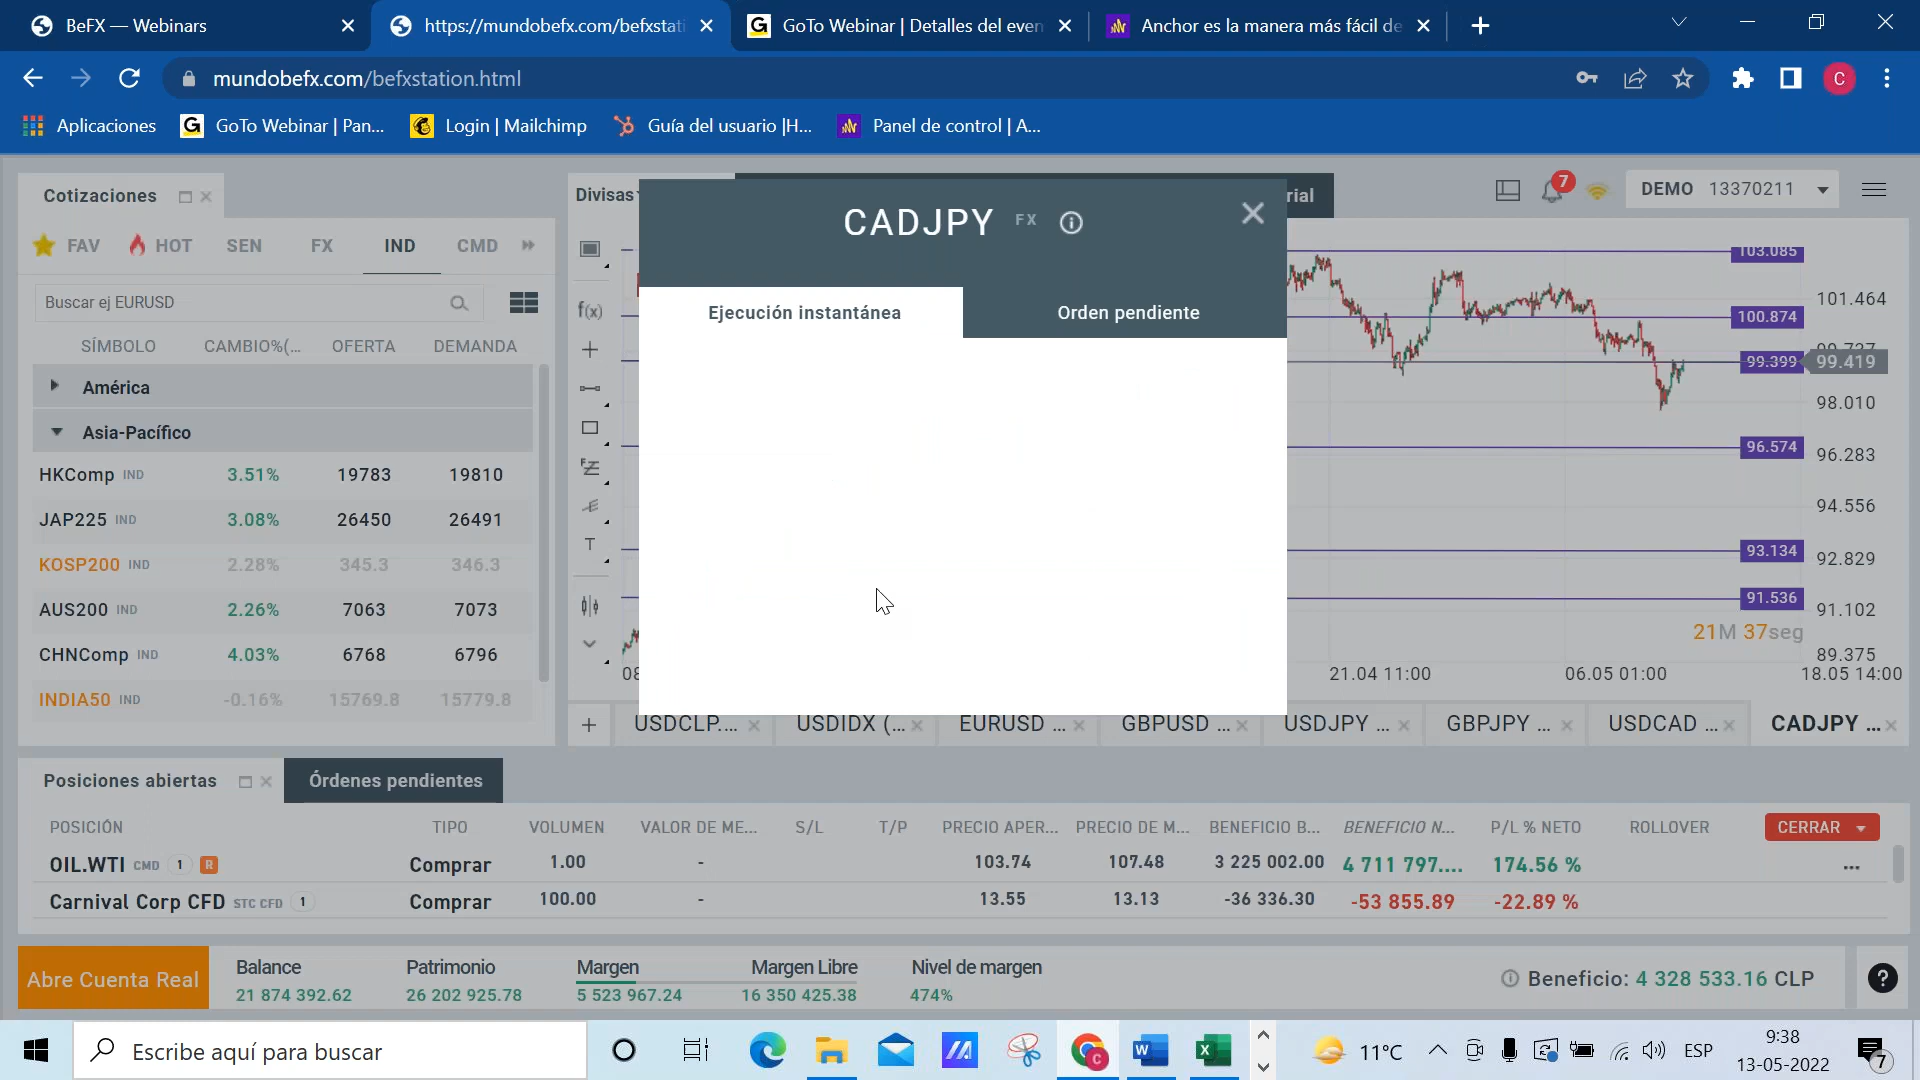 BeFX — Webinars
https://mundobefx.com/befxstati
GoTo Webinar | Detalles del even
Anchor es la manera más fácil de
mundobefx.com/befxstation.html
C
Aplicaciones
GoTo Webinar | Pan...
Login | Mailchimp
Guía del usuario |H...
Panel de control | A...
Cotizaciones
Divisas
rial
7
DEMO 13370211
FAV HOT SEN FX IND CMD
Buscar ej EURUSD
SÍMBOLO CAMBIO%(... OFERTA DEMANDA
América
Asia-Pacífico
HKComp IND 3.51% 19783 19810
JAP225 IND 3.08% 26450 26491
KOSP200 IND 2.28% 345.3 346.3
AUS200 IND 2.26% 7063 7073
CHNComp IND 4.03% 6768 6796
INDIA50 IND -0.16% 15769.8 15779.8
f(x)
T
CADJPY FX
Ejecución instantánea
Orden pendiente
103.085
101.464
100.874
99.737
99.399
99.419
98.010
96.574
96.283
94.556
93.134
92.829
91.536
91.102
21M 37seg
89.375
08
21.04 11:00
06.05 01:00
18.05 14:00
USDCLP.... USDIDX (... EURUSD ... GBPUSD ... USDJPY ... GBPJPY ... USDCAD ... CADJPY ...
Posiciones abiertas
Órdenes pendientes
POSICIÓN TIPO VOLUMEN VALOR DE ME... S/L T/P PRECIO APER... PRECIO DE M... BENEFICIO B... BENEFICIO N... P/L % NETO ROLLOVER CERRAR
OIL.WTI CMD 1 R Comprar 1.00 - 103.74 107.48 3 225 002.00 4 711 797.... 174.56 % ...
Carnival Corp CFD STC CFD 1 Comprar 100.00 - 13.55 13.13 -36 336.30 -53 855.89 -22.89 %
Abre Cuenta Real
Balance
21 874 392.62
Patrimonio
26 202 925.78
Margen
5 523 967.24
Margen Libre
16 350 425.38
Nivel de margen
474%
Beneficio: 4 328 533.16 CLP
Escribe aquí para buscar
11°C
ESP
9:38
13-05-2022
7